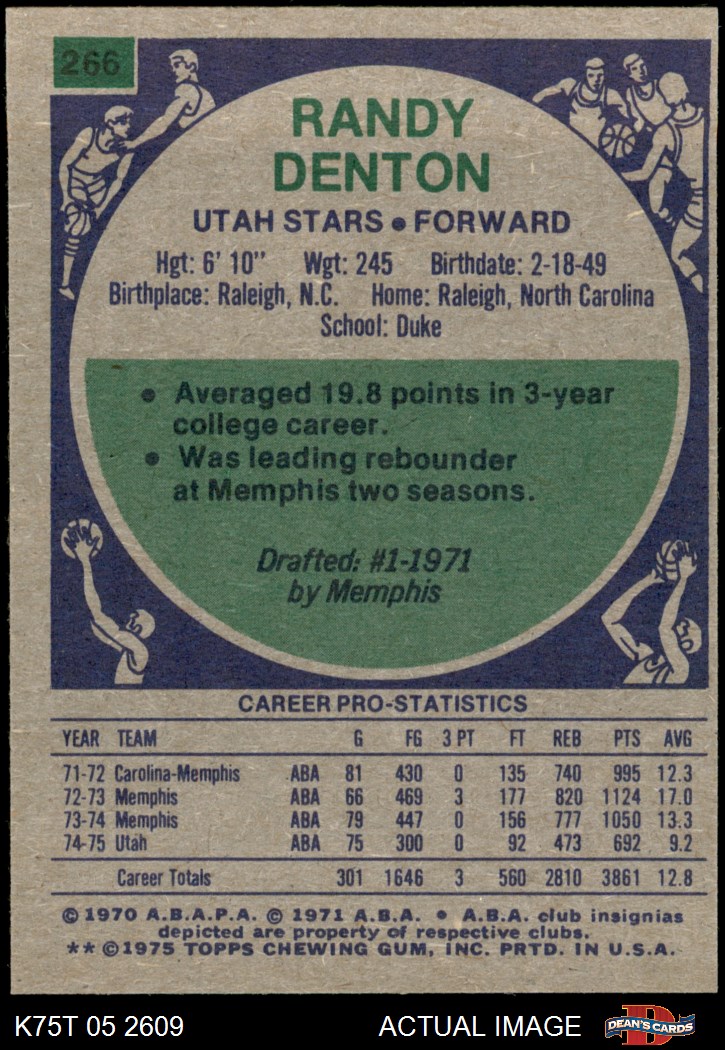 266
RANDY
DENTON
UTAH STARS • FORWARD
Hgt: 6' 10" Wgt: 245 Birthdate: 2-18-49
Birthplace: Raleigh, N.C. Home: Raleigh, North Carolina
School: Duke
• Averaged 19.8 points in 3-year
college career.
• Was leading rebounder
at Memphis two seasons.
Drafted: #1-1971
by Memphis
CAREER PRO-STATISTICS
YEAR TEAM G FG 3 PT FT REB PTS AVG
71-72 Carolina-Memphis ABA 81 430 0 135 740 995 12.3
72-73 Memphis ABA 66 469 3 177 820 1124 17.0
73-74 Memphis ABA 79 447 0 156 777 1050 13.3
74-75 Utah ABA 75 300 0 92 473 692 9.2
Career Totals 301 1646 3 560 2810 3861 12.8
© 1970 A.B.A.P.A. © 1971 A.B.A. • A.B.A. club insignias
depicted are property of respective clubs.
** © 1975 TOPPS CHEWING GUM, INC. PRTD. IN U.S.A.
K75T 05 2609 ACTUAL IMAGE
D
DEAN'S CARDS